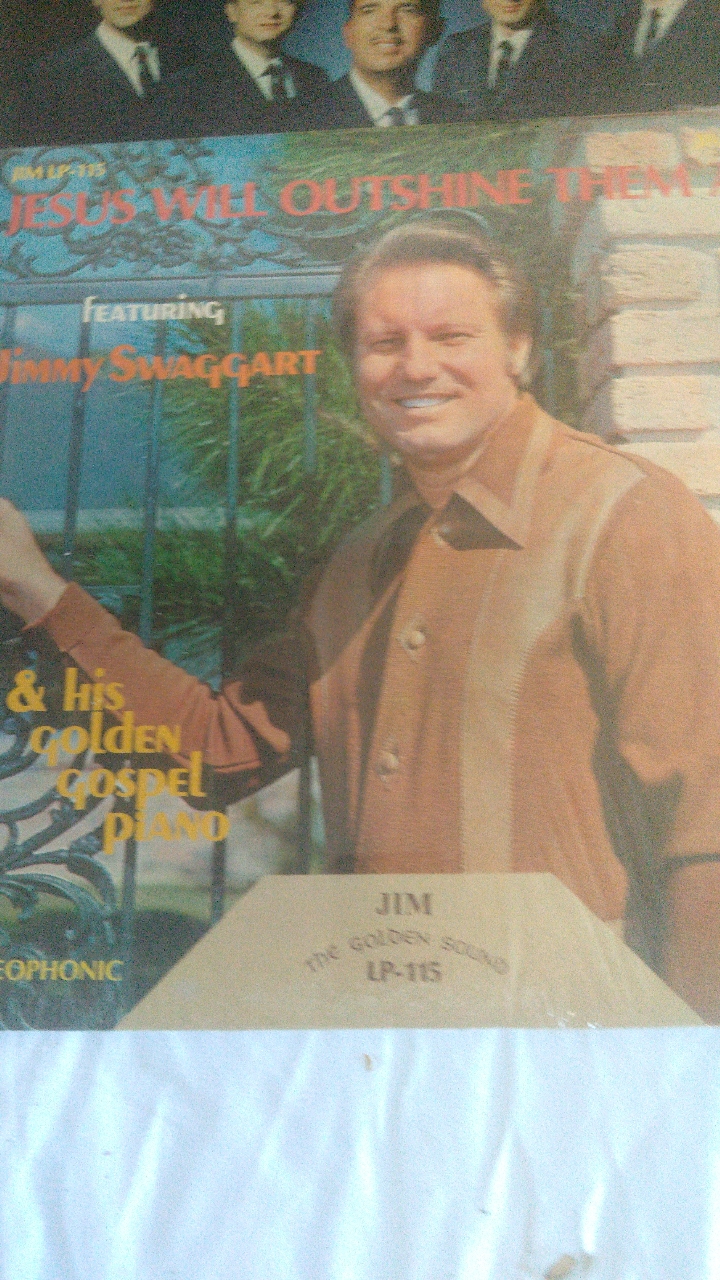 JIM LP-115
JESUS WILL OUTSHINE THEM
FEATURING
Jimmy SWAGGART
& his
golden
gospel
piano
JIM
The GOLDEN SOUND
LP-115
EOPHONIC